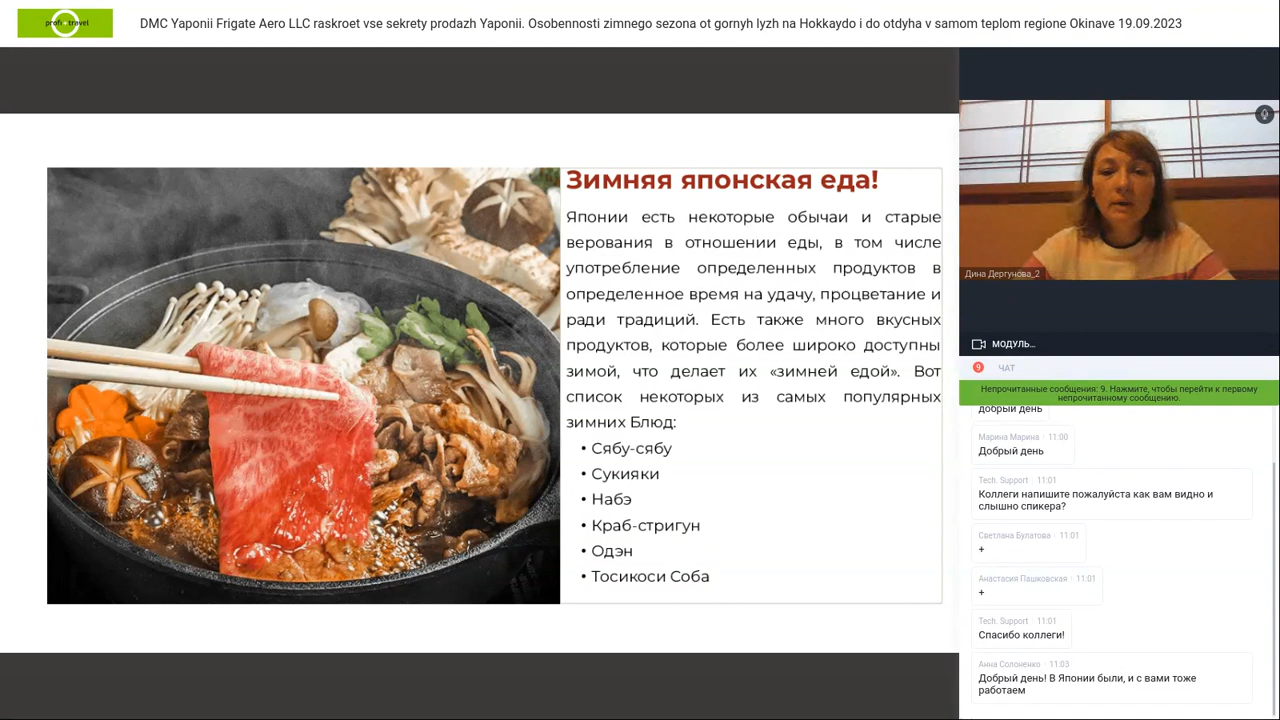 profi travel
DMC Yaponii Frigate Aero LLC raskroet vse sekrety prodazh Yaponii. Osobennosti zimnego sezona ot gornyh lyzh na Hokkaydo i do otdyha v samom teplom regione Okinave 19.09.2023
Зимняя японская еда!
Японии есть некоторые обычаи и старые
верования в отношении еды, в том числе
употребление определенных продуктов в
определенное время на удачу, процветание и
ради традиций. Есть также много вкусных
продуктов, которые более широко доступны
зимой, что делает их «зимней едой». Вот
список некоторых из самых популярных
зимних Блюд:
• Сябу-сябу
• Сукияки
• Набэ
• Краб-стригун
• Одэн
• Тосикоси Соба
Дина Дергунова_2
модуль…
9 ЧАТ
Непрочитанные сообщения: 9. Нажмите, чтобы перейти к первому
непрочитанному сообщению.
добрый день
Марина Марина 11:00
Добрый день
Tech. Support 11:01
Коллеги напишите пожалуйста как вам видно и
слышно спикера?
Светлана Булатова 11:01
+
Анастасия Пашковская 11:01
+
Tech. Support 11:01
Спасибо коллеги!
Анна Солоненко 11:03
Добрый день! В Японии были, и с вами тоже
работаем